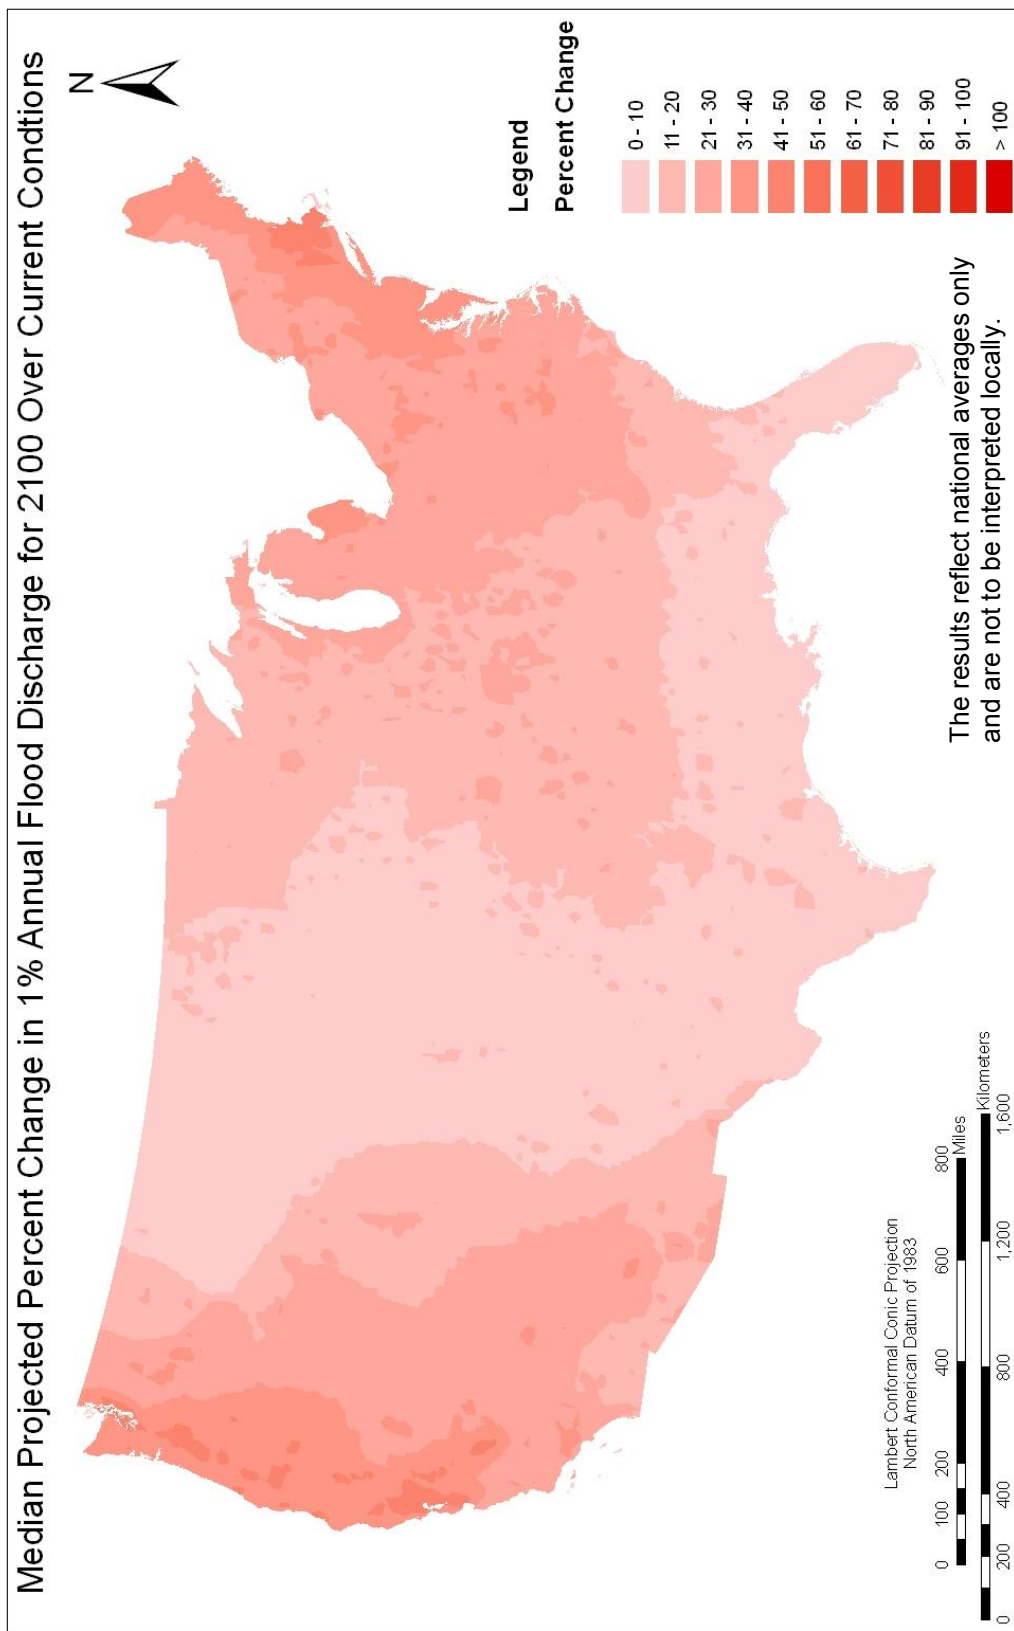 Median Projected Percent Change in 1% Annual Flood Discharge for 2100 Over Current Condtions
N
Legend
Percent Change
0 - 10
11 - 20
21 - 30
31 - 40
41 - 50
51 - 60
61 - 70
71 - 80
81 - 90
91 - 100
> 100
The results reflect national averages only
and are not to be interpreted locally.
Lambert Conformal Conic Projection
North American Datum of 1983
0 100 200 400 600 800
Miles
Kilometers
0 200 400 800 1,200 1,600